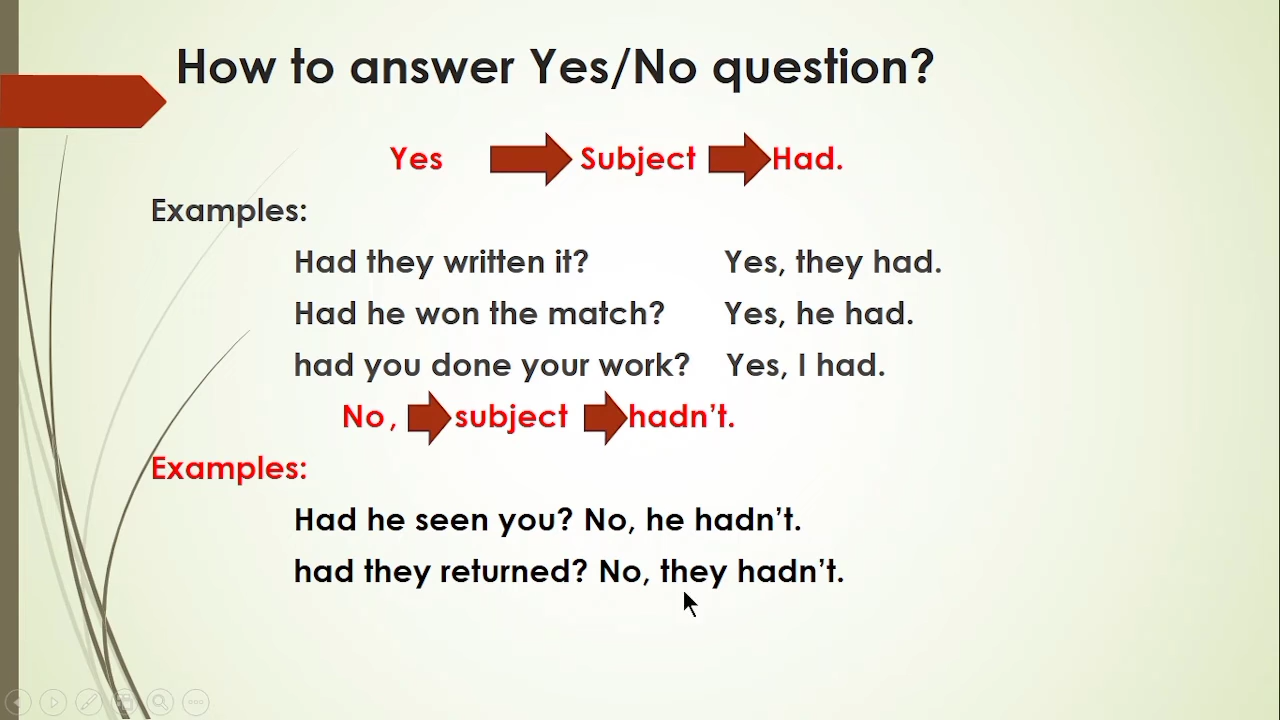 How to answer Yes/No question?
Yes Subject Had.
Examples:
Had they written it? Yes, they had.
Had he won the match? Yes, he had.
had you done your work? Yes, I had.
No , subject hadn’t.
Examples:
Had he seen you? No, he hadn’t.
had they returned? No, they hadn’t.